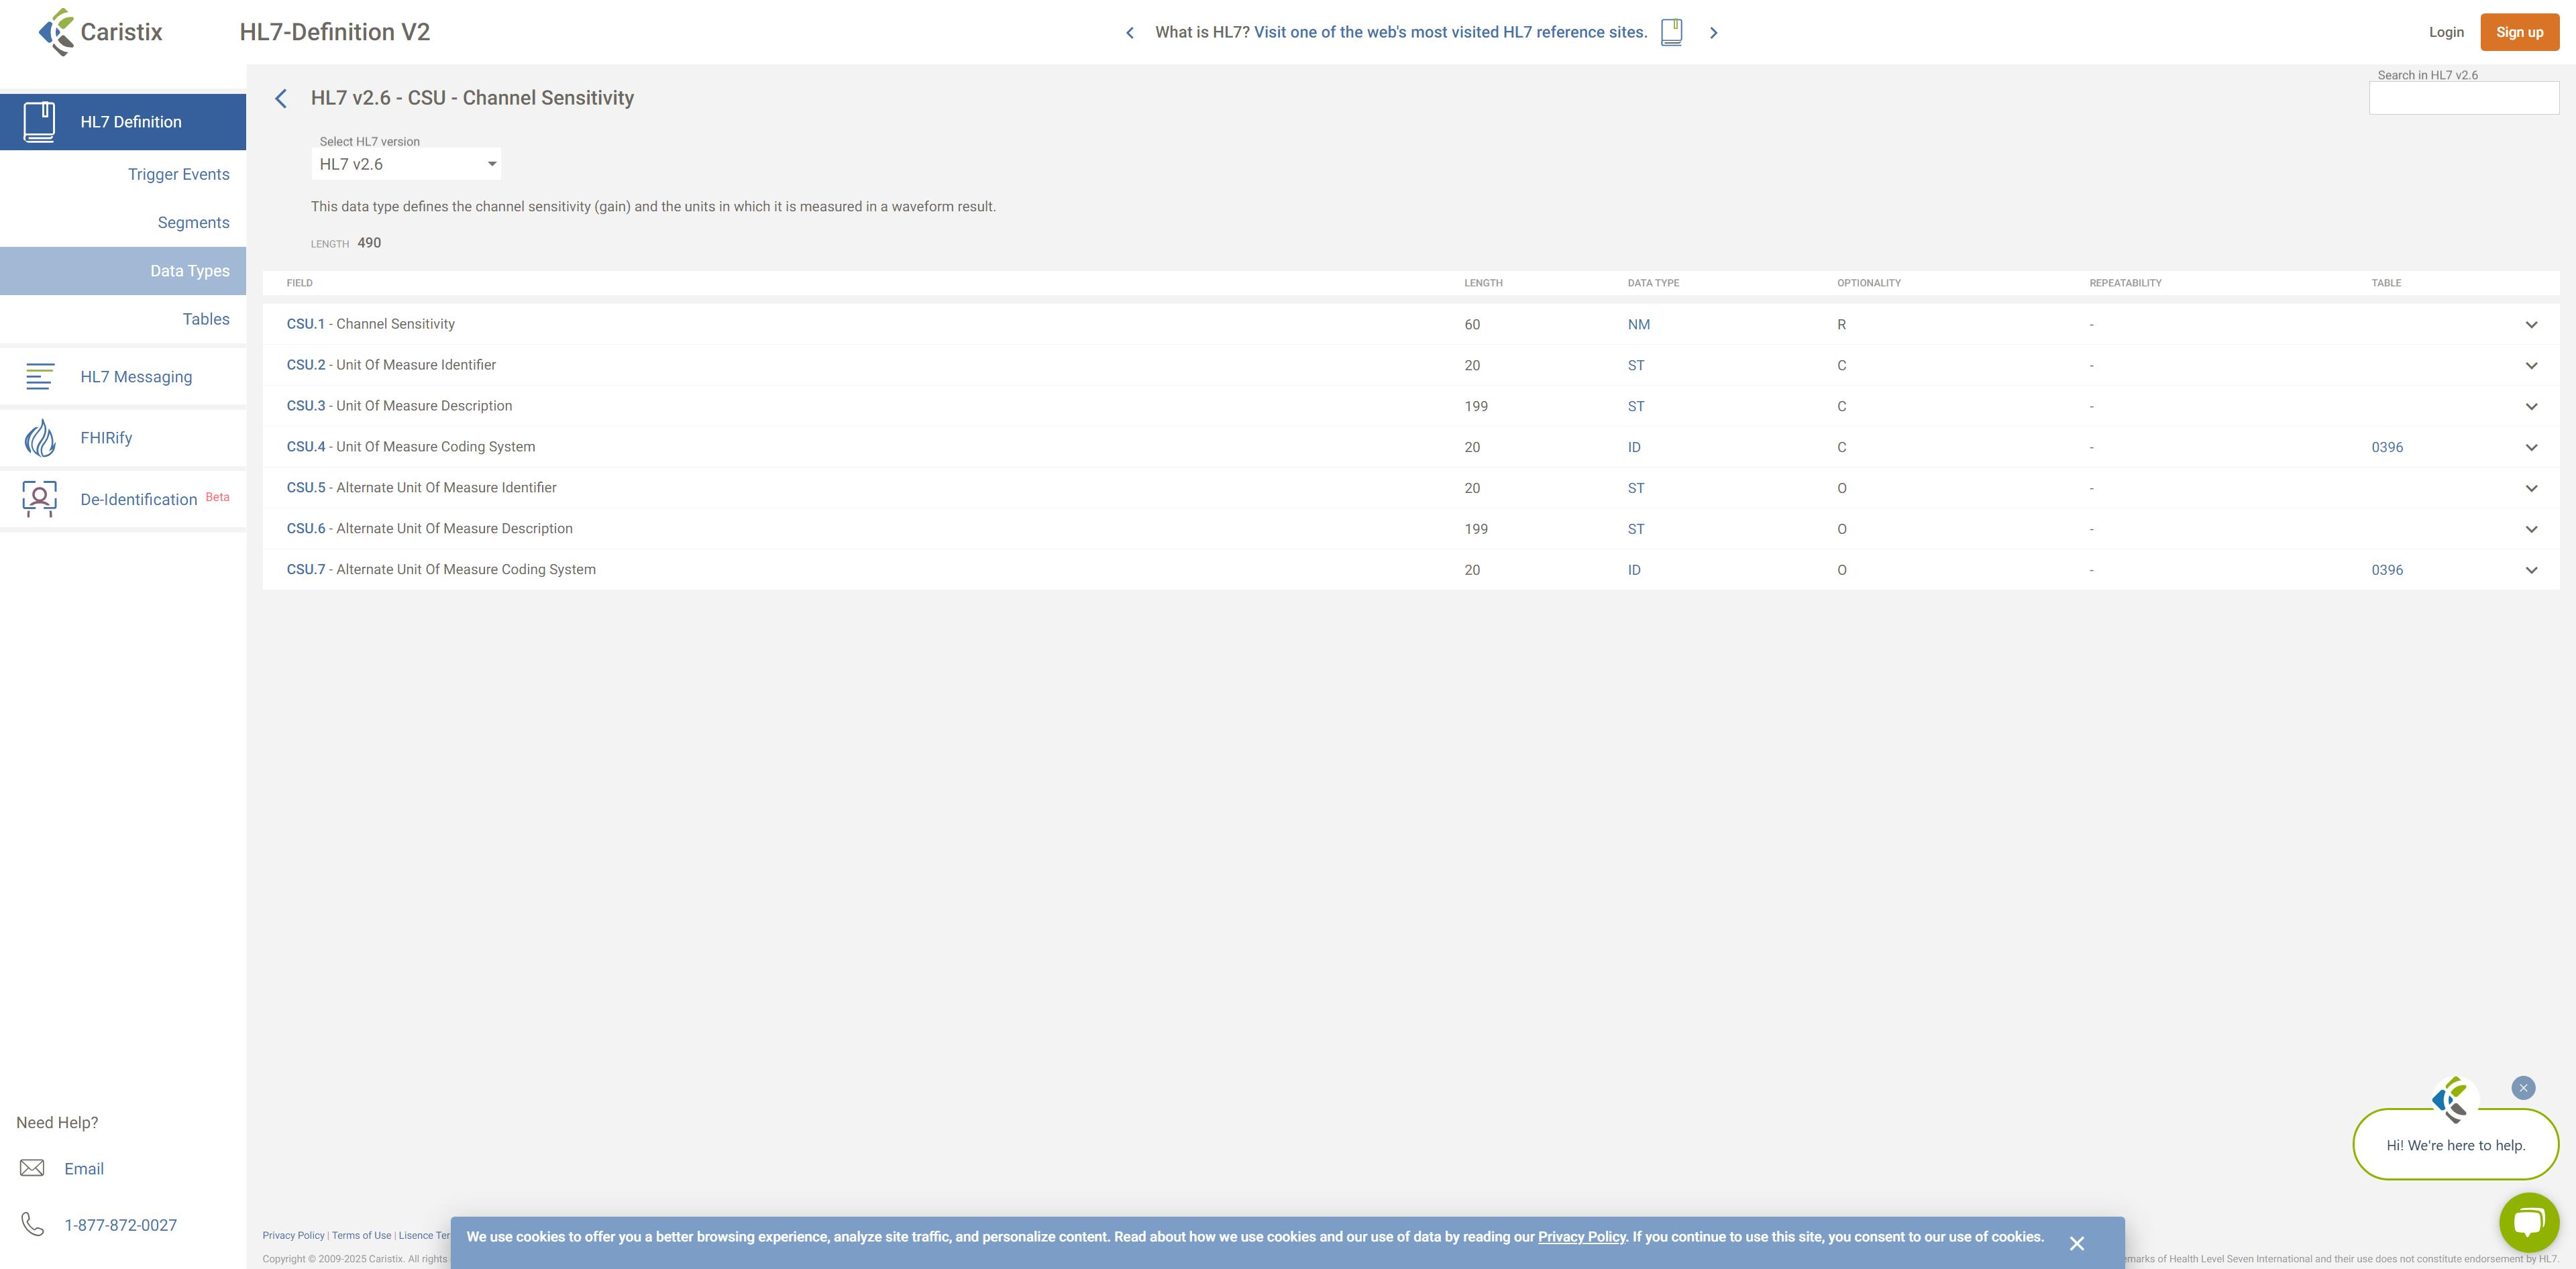 Caristix
HL7-Definition V2
What is HL7? Visit one of the web's most visited HL7 reference sites.
Login
Sign up
HL7 Definition
Trigger Events
Segments
Data Types
Tables
HL7 Messaging
FHIRify
De-Identification Beta
Need Help?
Email
1-877-872-0027
HL7 v2.6 - CSU - Channel Sensitivity
Search in HL7 v2.6
Select HL7 version
HL7 v2.6
This data type defines the channel sensitivity (gain) and the units in which it is measured in a waveform result.
LENGTH 490
FIELD LENGTH DATA TYPE OPTIONALITY REPEATABILITY TABLE
CSU.1 - Channel Sensitivity 60 NM R -
CSU.2 - Unit Of Measure Identifier 20 ST C -
CSU.3 - Unit Of Measure Description 199 ST C -
CSU.4 - Unit Of Measure Coding System 20 ID C - 0396
CSU.5 - Alternate Unit Of Measure Identifier 20 ST O -
CSU.6 - Alternate Unit Of Measure Description 199 ST O -
CSU.7 - Alternate Unit Of Measure Coding System 20 ID O - 0396
Hi! We're here to help.
Privacy Policy | Terms of Use | Lisence
We use cookies to offer you a better browsing experience, analyze site traffic, and personalize content. Read about how we use cookies and our use of data by reading our Privacy Policy. If you continue to use this site, you consent to our use of cookies.
Copyright © 2009-2025 Caristix. All rights
of Health Level Seven International and their use does not constitute endorsement by HL7.